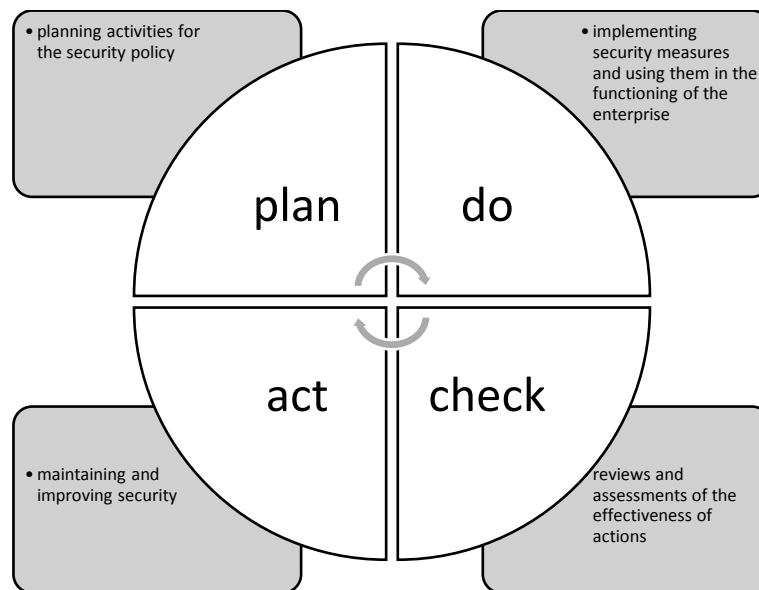 • planning activities for
the security policy
• implementing
security measures
and using them in the
functioning of the
enterprise
plan
do
act
check
• maintaining and
improving security
reviews and
assessments of the
effectiveness of
actions